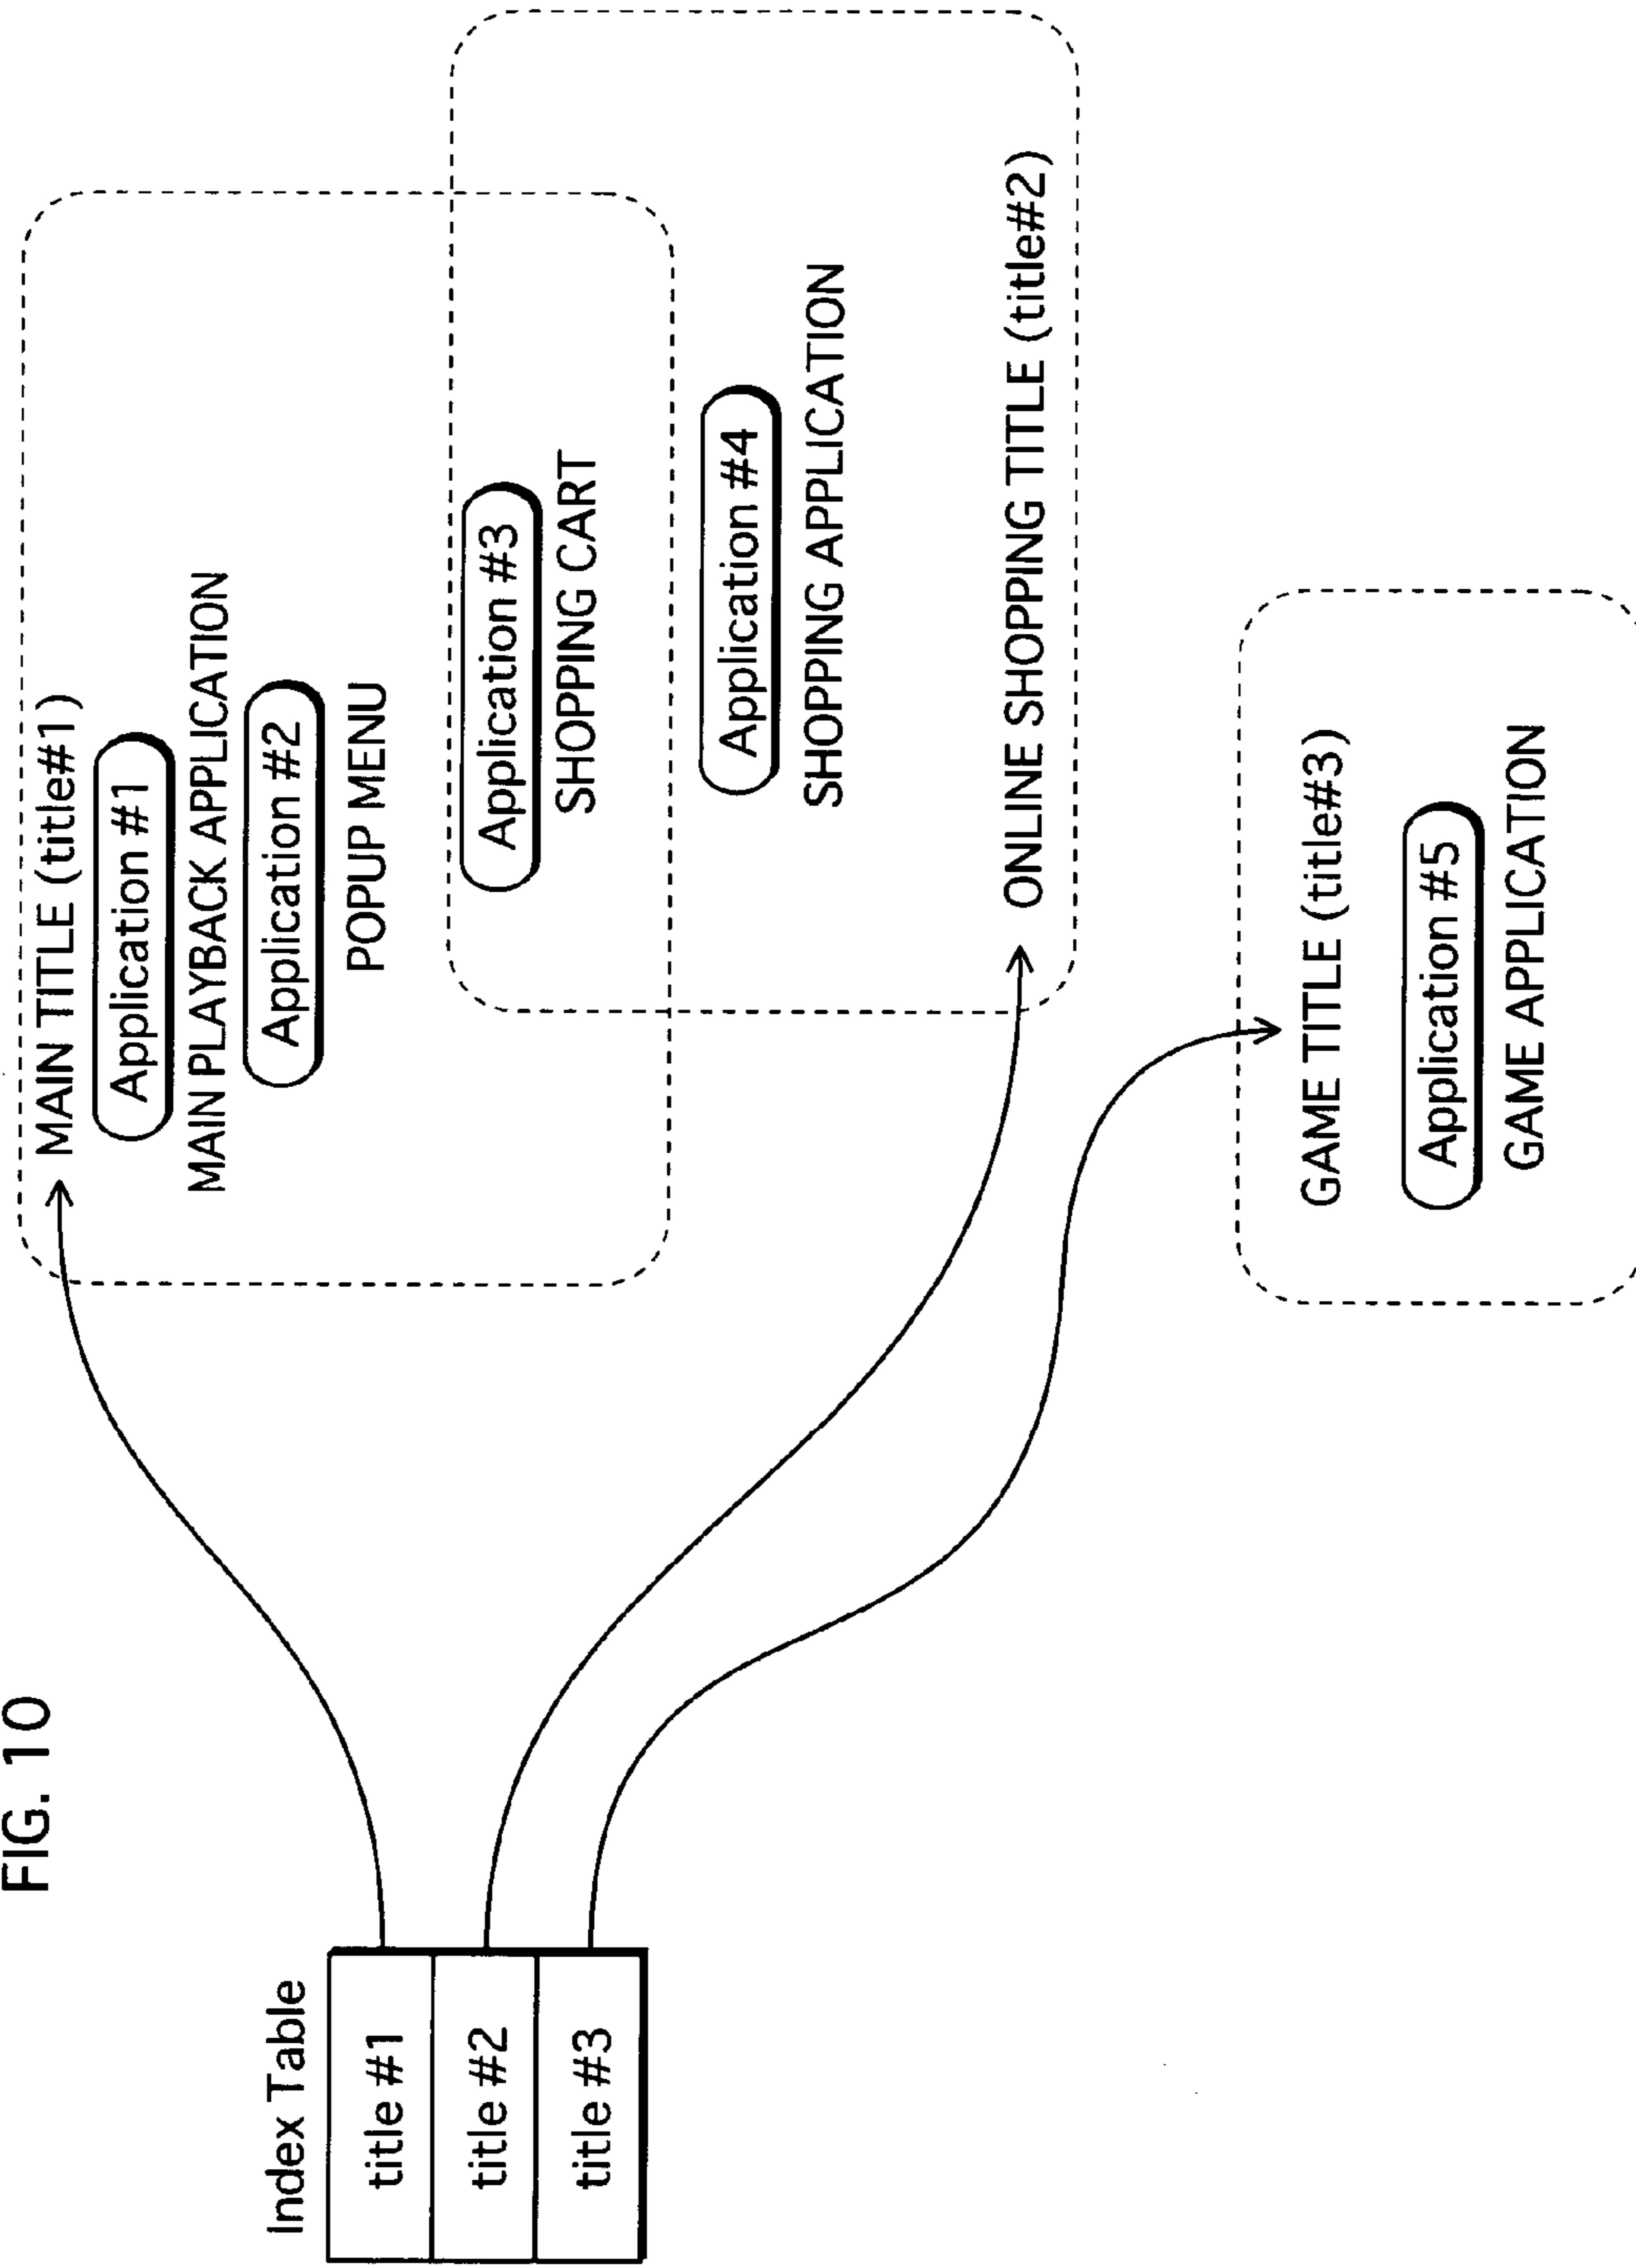 FIG. 10
Index Table
title #1
title #2
title #3
MAIN TITLE (title#1)
Application #1
MAIN PLAYBACK APPLICATION
Application #2
POPUP MENU
Application #3
SHOPPING CART
Application #4
SHOPPING APPLICATION
ONLINE SHOPPING TITLE (title#2)
GAME TITLE (title#3)
Application #5
GAME APPLICATION